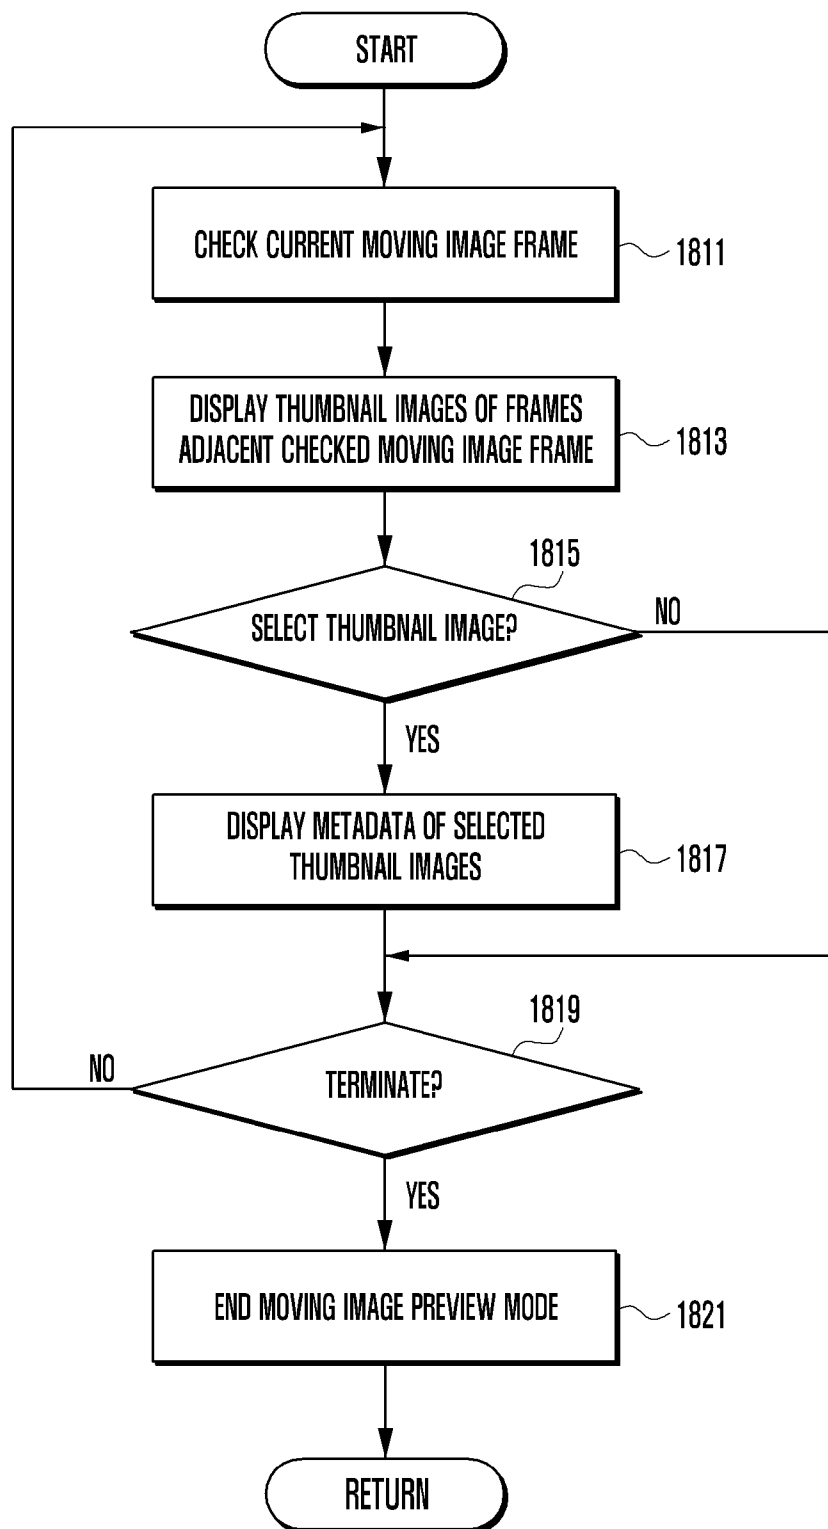 START
CHECK CURRENT MOVING IMAGE FRAME
1811
DISPLAY THUMBNAIL IMAGES OF FRAMES
ADJACENT CHECKED MOVING IMAGE FRAME
1813
1815
SELECT THUMBNAIL IMAGE?
NO
YES
DISPLAY METADATA OF SELECTED
THUMBNAIL IMAGES
1817
1819
TERMINATE?
NO
YES
END MOVING IMAGE PREVIEW MODE
1821
RETURN